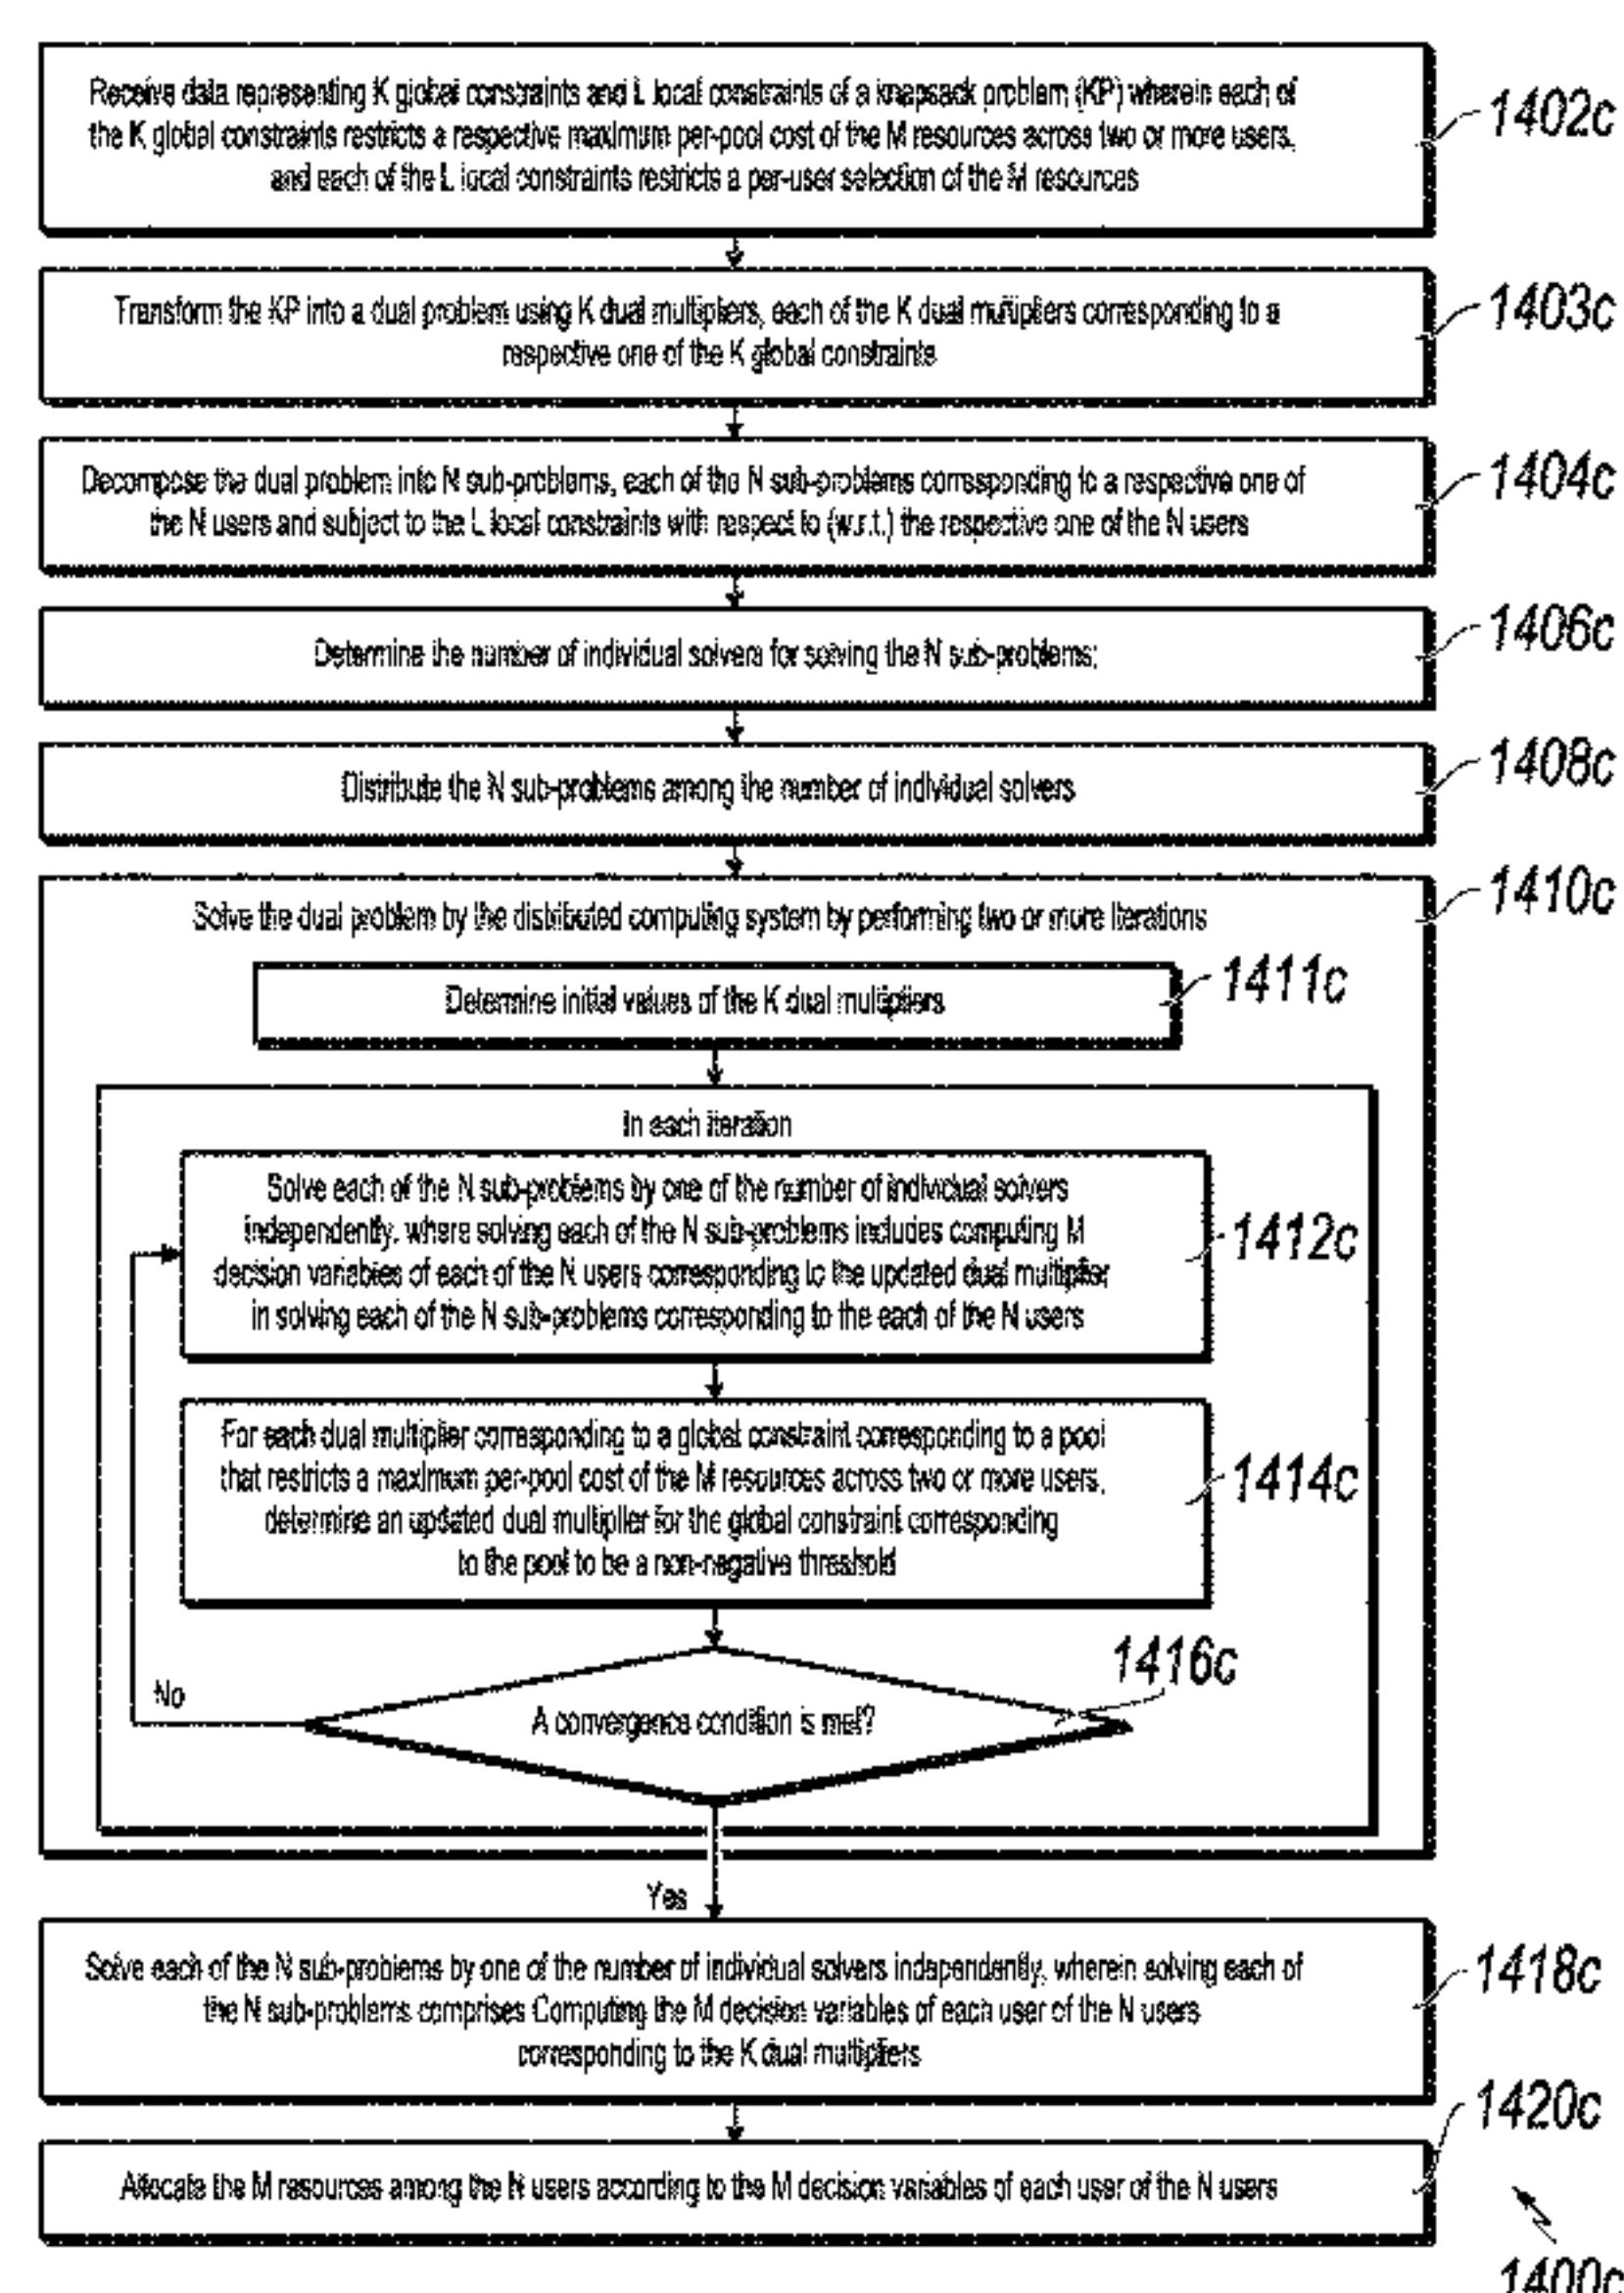 Receive data representing K global constraints and L local constraints of a knapsack problem (KP) wherein each of
the K global constraints restricts a respective maximum per-pool cost of the M resources across two or more users,
and each of the L local constraints restricts a per-user selection of the M resources
1402c
Transform the KP into a dual problem using K dual multipliers, each of the K dual multipliers corresponding to a
respective one of the K global constraints
1403c
Decompose the dual problem into N sub-problems, each of the N sub-problems corresponding to a respective one of
the N users and subject to the L local constraints with respect to (w.r.t.) the respective one of the N users
1404c
Determine the number of individual solvers for solving the N sub-problems;
1406c
Distribute the N sub-problems among the number of individual solvers
1408c
Solve the dual problem by the distributed computing system by performing two or more iterations
1410c
Determine initial values of the K dual multipliers
1411c
In each iteration
Solve each of the N sub-problems by one of the number of individual solvers
independently, where solving each of the N sub-problems includes computing M
decision variables of each of the N users corresponding to the updated dual multiplier
in solving each of the N sub-problems corresponding to the each of the N users
1412c
For each dual multiplier corresponding to a global constraint corresponding to a pool
that restricts a maximum per-pool cost of the M resources across two or more users,
determine an updated dual multiplier for the global constraint corresponding
to the pool to be a non-negative threshold
1414c
1416c
No
A convergence condition is met?
Yes
Solve each of the N sub-problems by one of the number of individual solvers independently, wherein solving each of
the N sub-problems comprises Computing the M decision variables of each user of the N users
corresponding to the K dual multipliers
1418c
1420c
Allocate the M resources among the N users according to the M decision variables of each user of the N users
1400c